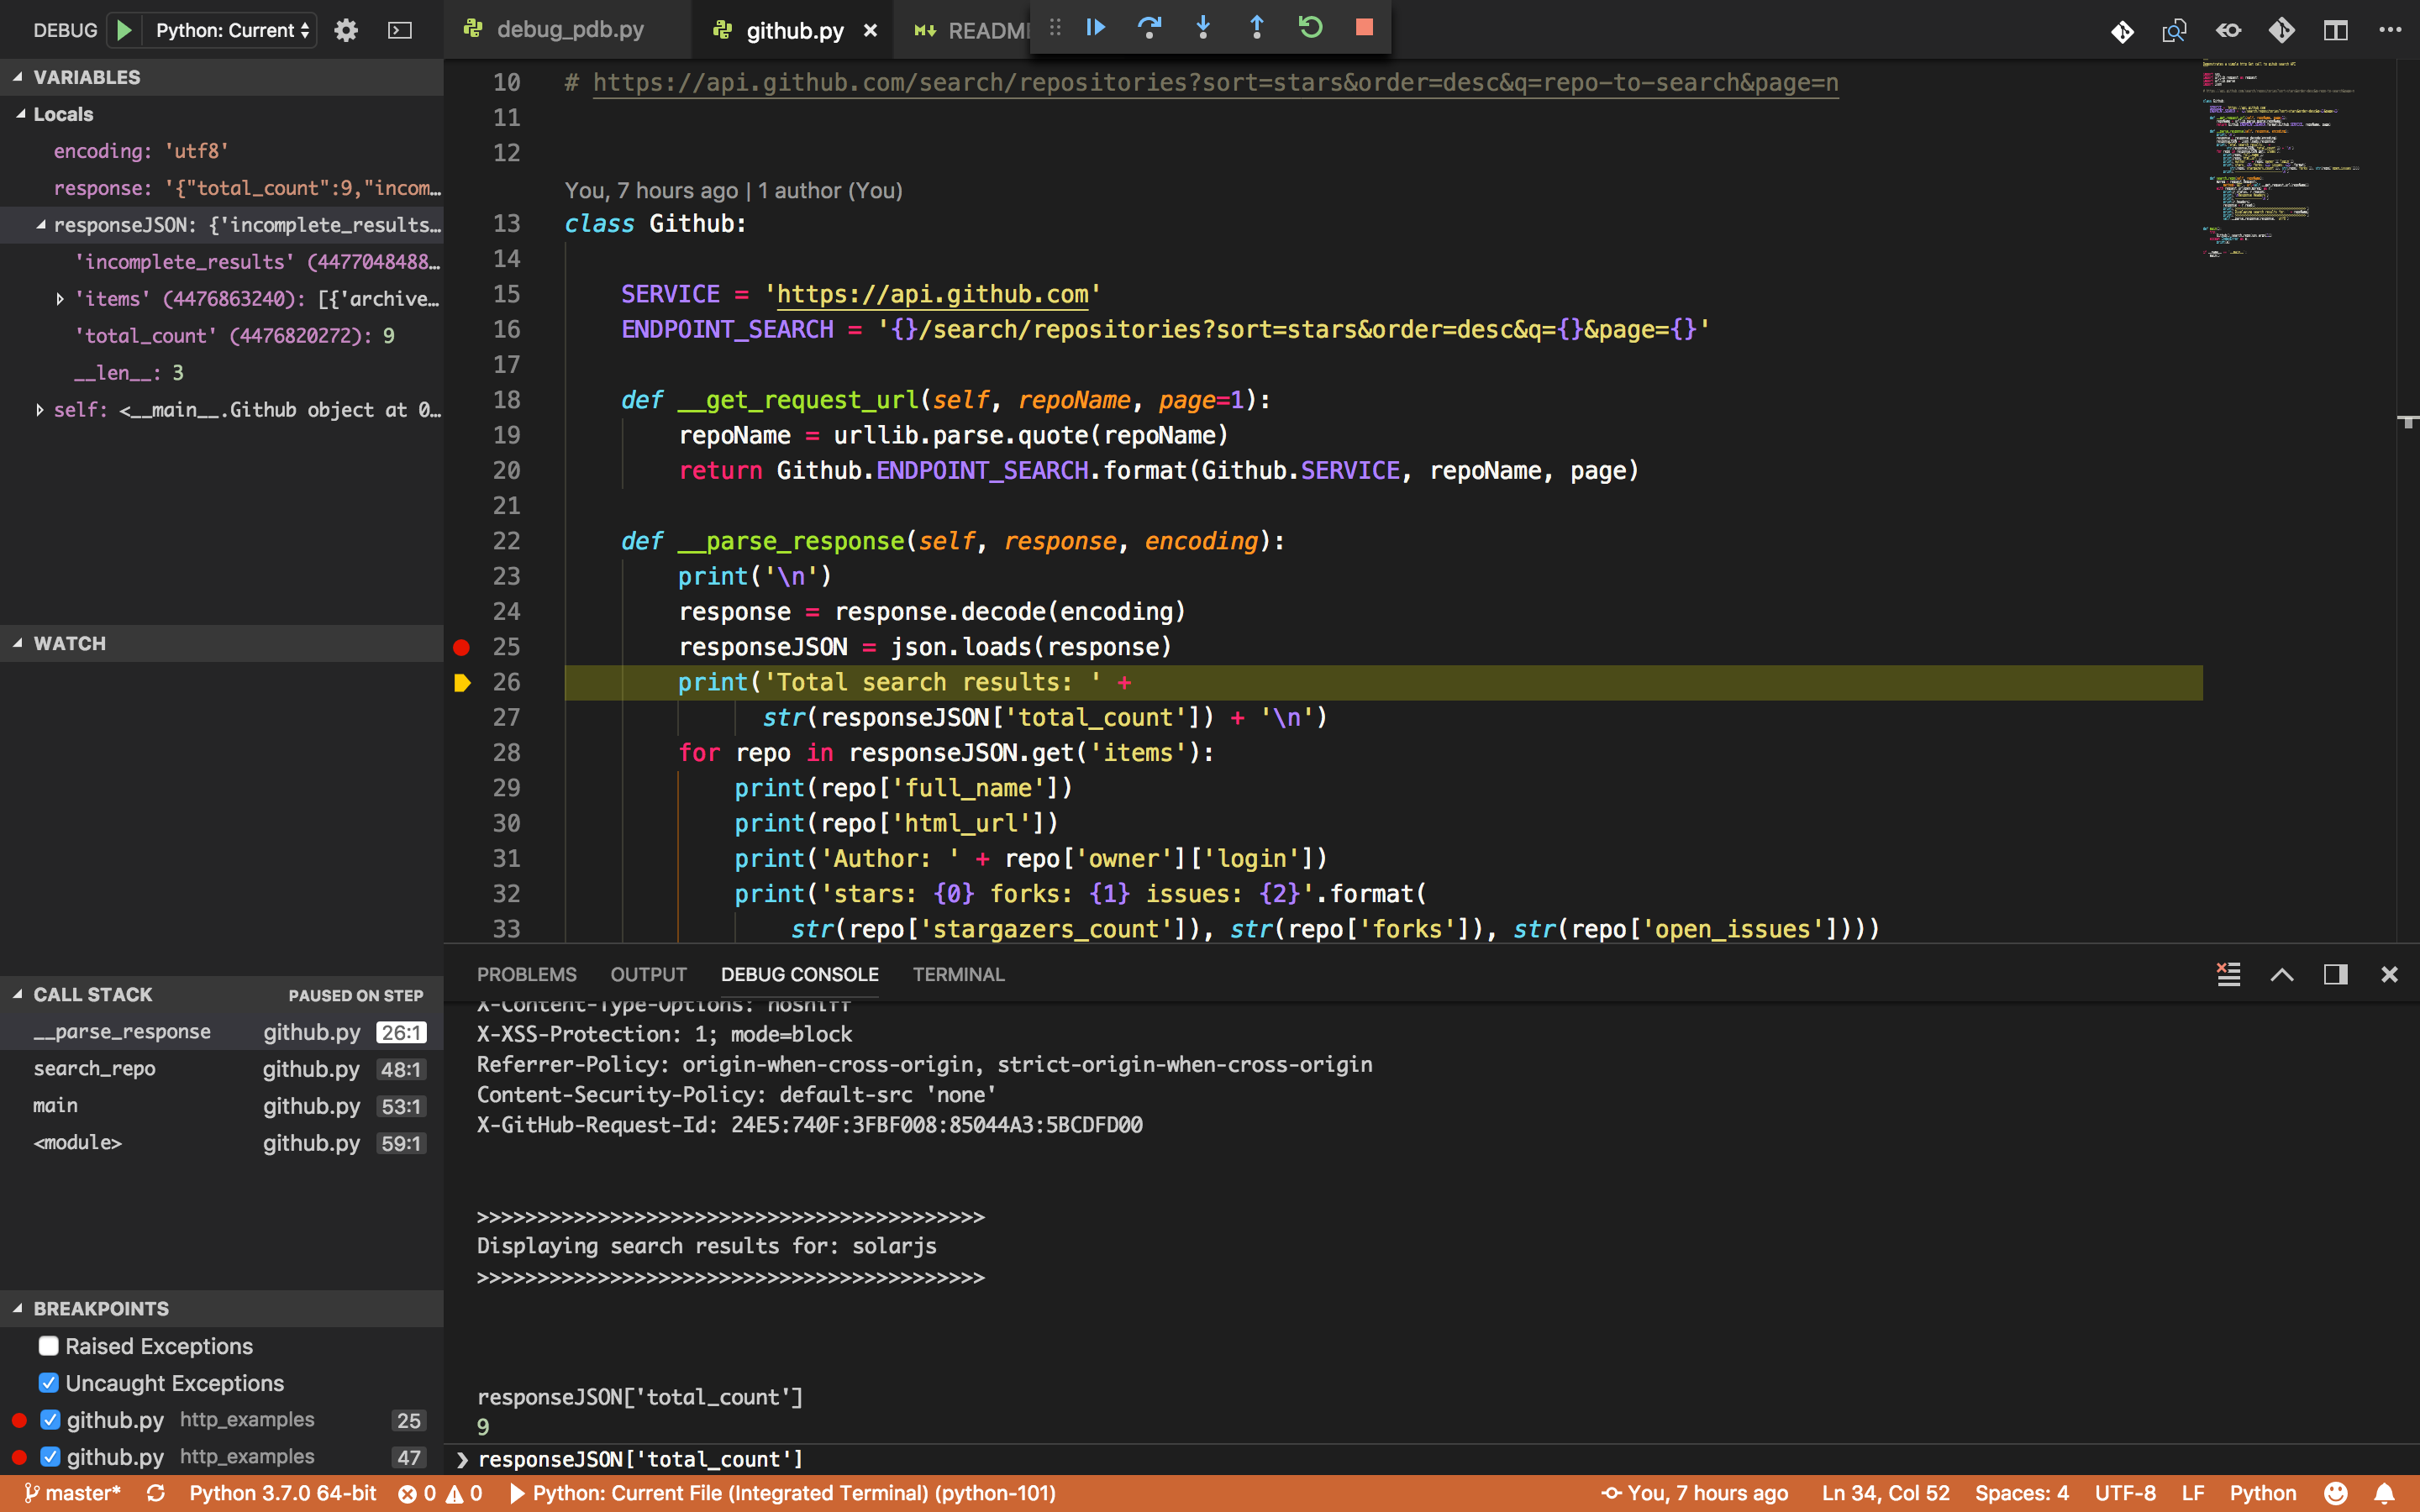 DEBUG Python: Current
VARIABLES
Locals
encoding: 'utf8'
response: '{"total_count":9,"incom…
responseJSON: {'incomplete_results…
'incomplete_results' (4477048488…
'items' (4476863240): [{'archive…
'total_count' (4476820272): 9
__len__: 3
self: <__main__.Github object at 0…
WATCH
CALL STACK PAUSED ON STEP
__parse_response github.py 26:1
search_repo github.py 48:1
main github.py 53:1
<module> github.py 59:1
BREAKPOINTS
Raised Exceptions
Uncaught Exceptions
github.py http_examples 25
github.py http_examples 47
debug_pdb.py github.py READM
10 # https://api.github.com/search/repositories?sort=stars&order=desc&q=repo-to-search&page=n
11
12
You, 7 hours ago | 1 author (You)
13 class Github:
14
15 SERVICE = 'https://api.github.com'
16 ENDPOINT_SEARCH = '{}/search/repositories?sort=stars&order=desc&q={}&page={}'
17
18 def __get_request_url(self, repoName, page=1):
19 repoName = urllib.parse.quote(repoName)
20 return Github.ENDPOINT_SEARCH.format(Github.SERVICE, repoName, page)
21
22 def __parse_response(self, response, encoding):
23 print('\n')
24 response = response.decode(encoding)
25 responseJSON = json.loads(response)
26 print('Total search results: ' +
27 str(responseJSON['total_count']) + '\n')
28 for repo in responseJSON.get('items'):
29 print(repo['full_name'])
30 print(repo['html_url'])
31 print('Author: ' + repo['owner']['login'])
32 print('stars: {0} forks: {1} issues: {2}'.format(
33 str(repo['stargazers_count']), str(repo['forks']), str(repo['open_issues'])))
PROBLEMS OUTPUT DEBUG CONSOLE TERMINAL
X-Content-Type-Options: nosniff
X-XSS-Protection: 1; mode=block
Referrer-Policy: origin-when-cross-origin, strict-origin-when-cross-origin
Content-Security-Policy: default-src 'none'
X-GitHub-Request-Id: 24E5:740F:3FBF008:85044A3:5BCDFD00
>>>>>>>>>>>>>>>>>>>>>>>>>>>>>>>>>>>>>>>>>>
Displaying search results for: solarjs
>>>>>>>>>>>>>>>>>>>>>>>>>>>>>>>>>>>>>>>>>>
responseJSON['total_count']
9
responseJSON['total_count']
master* Python 3.7.0 64-bit 0 0 Python: Current File (Integrated Terminal) (python-101) You, 7 hours ago Ln 34, Col 52 Spaces: 4 UTF-8 LF Python